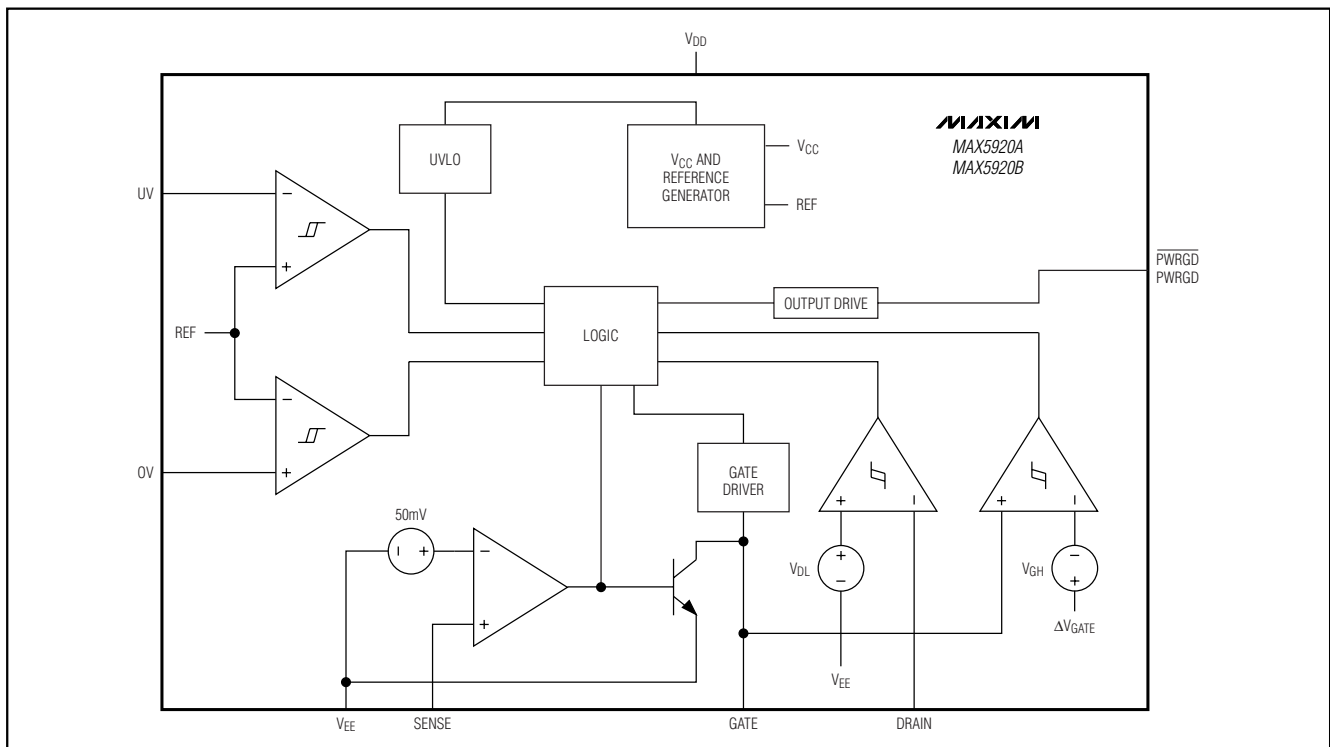 VDD
MAXIM
MAX5920A
MAX5920B
UVLO
VCC AND
REFERENCE
GENERATOR
VCC
REF
UV
−
+
PWRGD
PWRGD
OUTPUT DRIVE
LOGIC
REF
−
+
OV
GATE
DRIVER
50mV
− +
−
+
+ −
+ −
VDL
+
−
VGH
−
+
ΔVGATE
VEE
VEE
SENSE
GATE
DRAIN